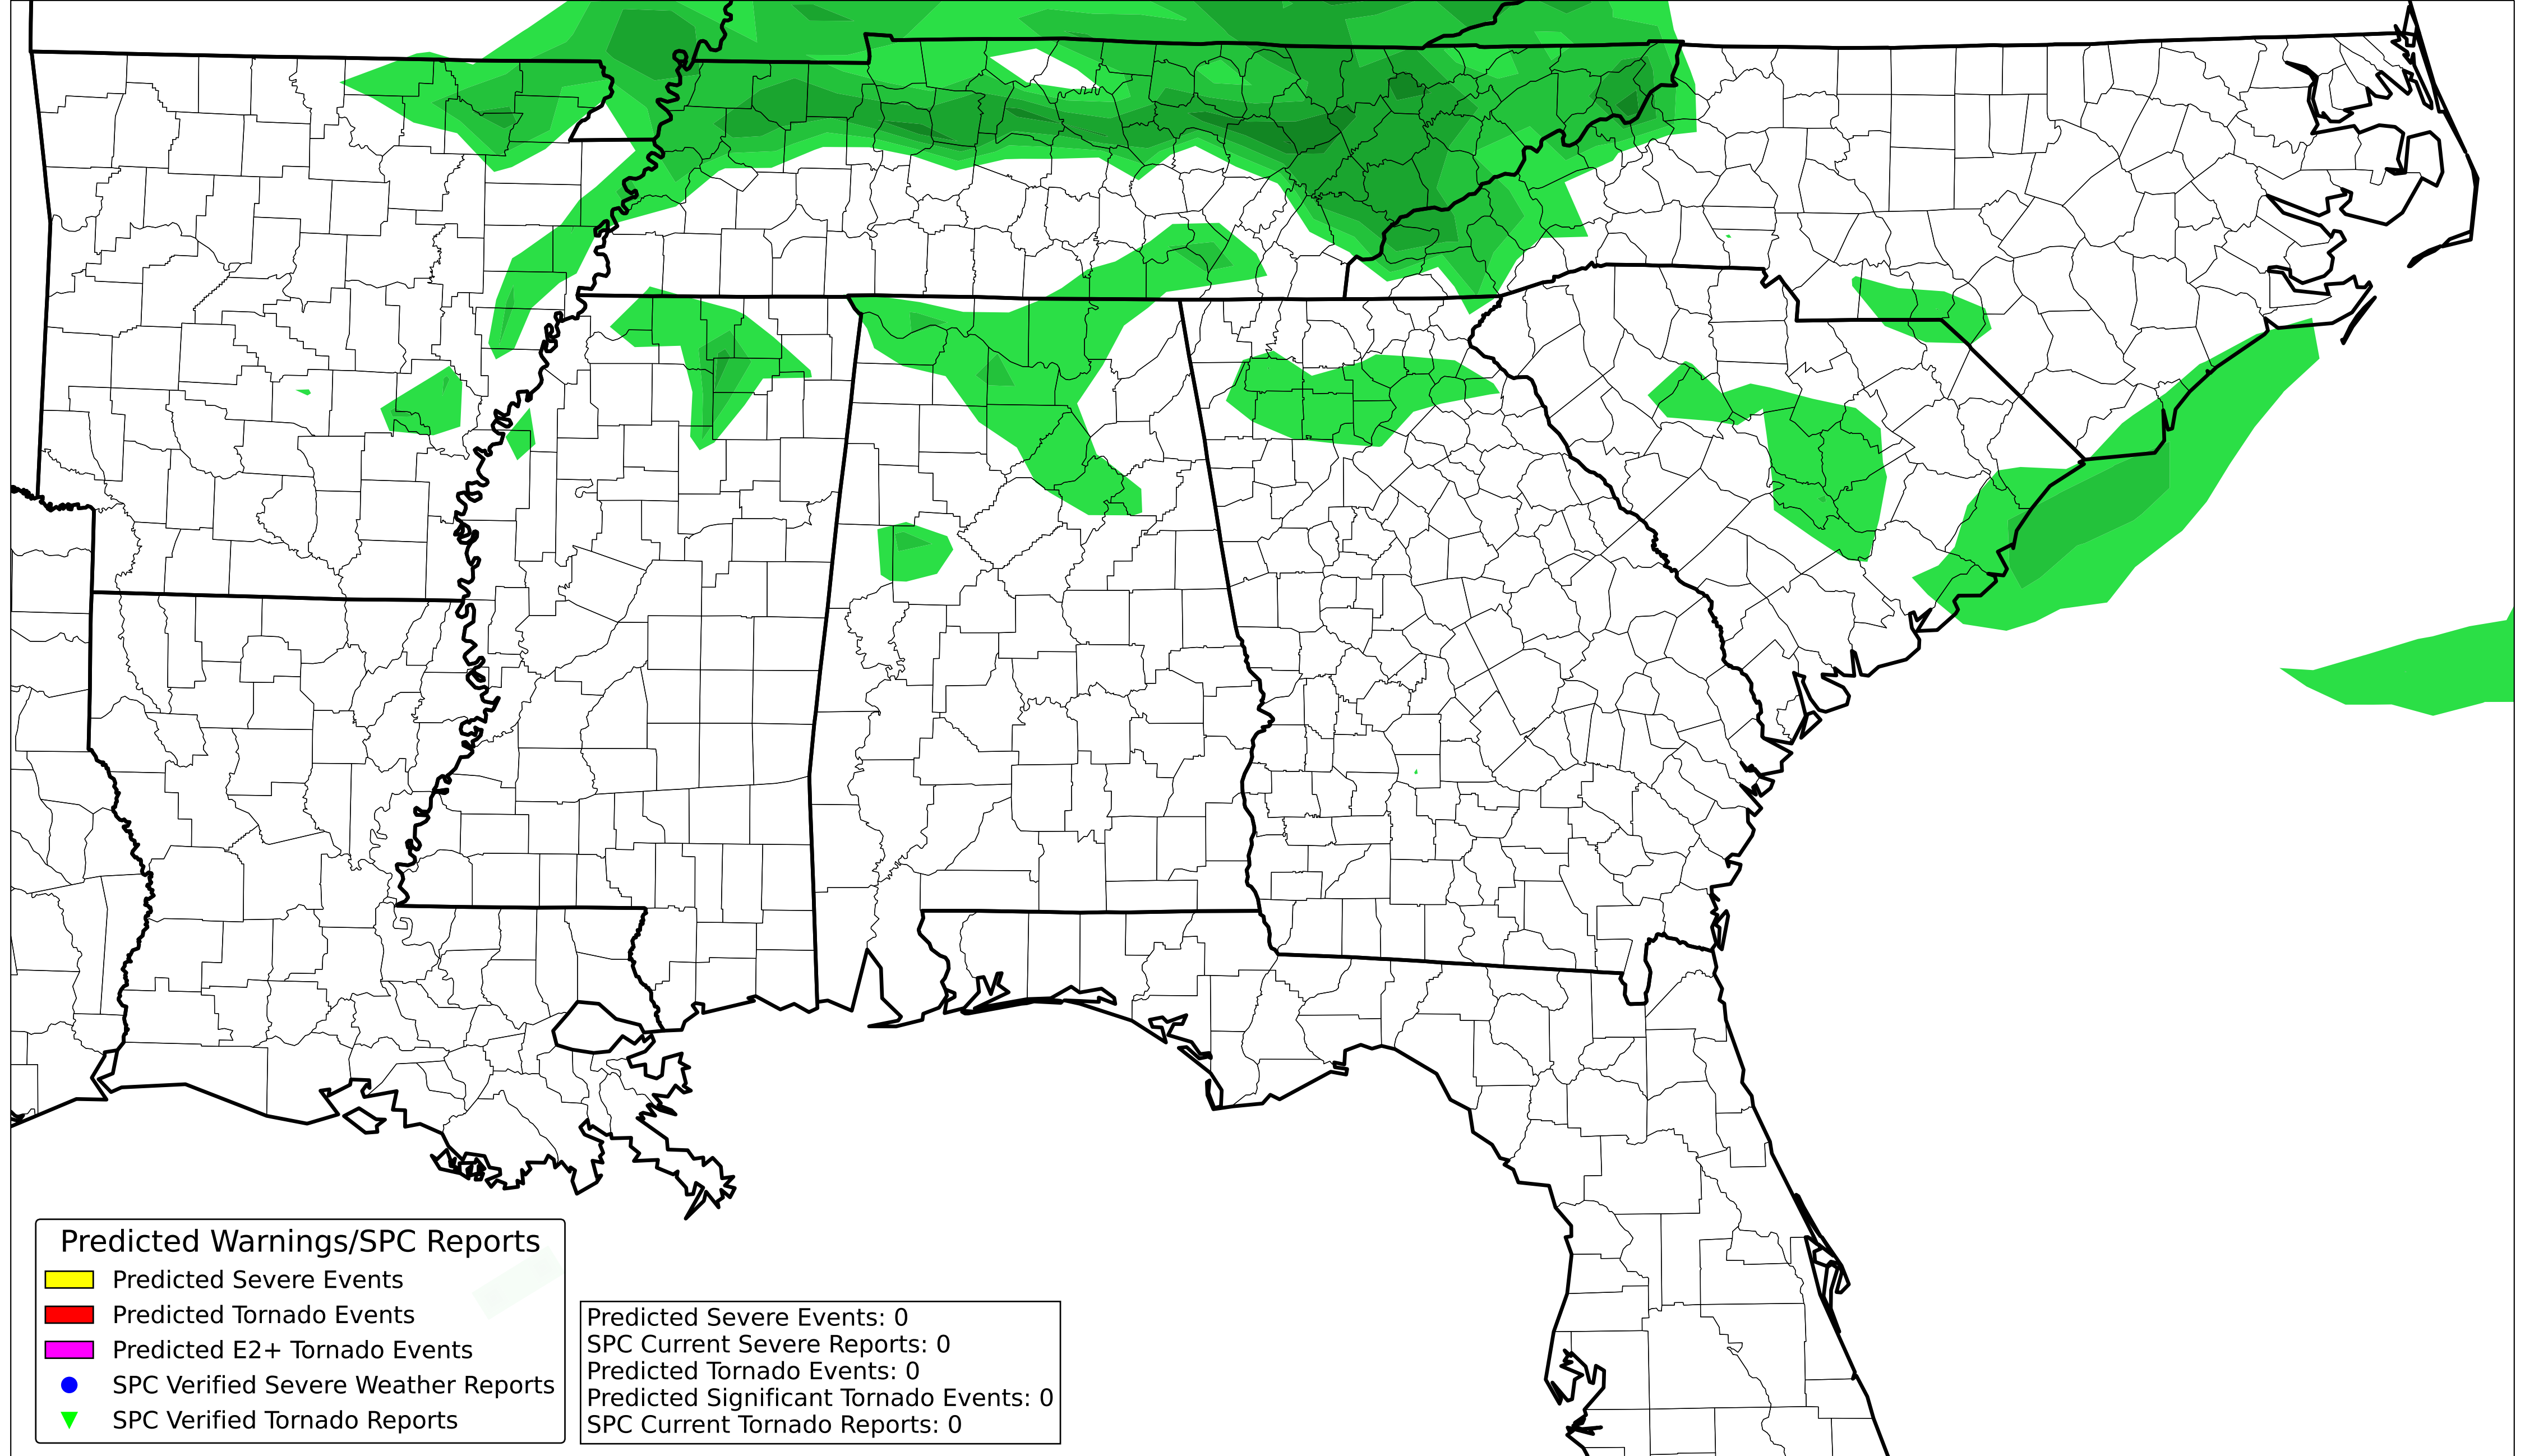 Predicted Warnings/SPC Reports
Predicted Severe Events
Predicted Tornado Events
Predicted E2+ Tornado Events
SPC Verified Severe Weather Reports
SPC Verified Tornado Reports
Predicted Severe Events: 0
SPC Current Severe Reports: 0
Predicted Tornado Events: 0
Predicted Significant Tornado Events: 0
SPC Current Tornado Reports: 0